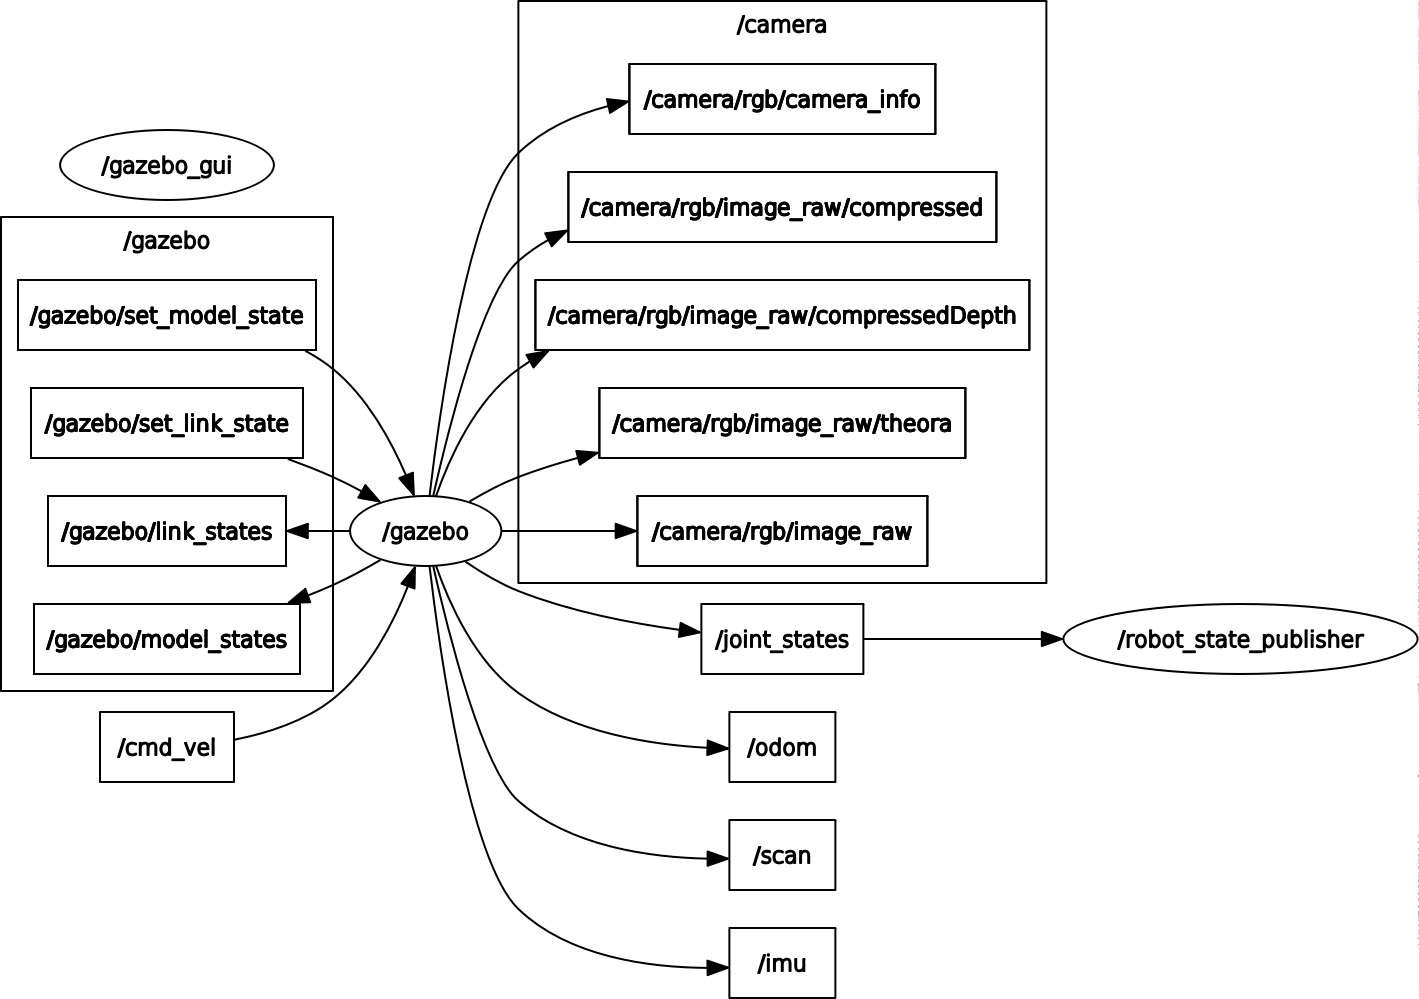 /camera
/camera/rgb/camera_info
/gazebo_gui
/camera/rgb/image_raw/compressed
/gazebo
/gazebo/set_model_state
/camera/rgb/image_raw/compressedDepth
/gazebo/set_link_state
/camera/rgb/image_raw/theora
/gazebo/link_states
/gazebo
/camera/rgb/image_raw
/gazebo/model_states
/joint_states
/robot_state_publisher
/cmd_vel
/odom
/scan
/imu